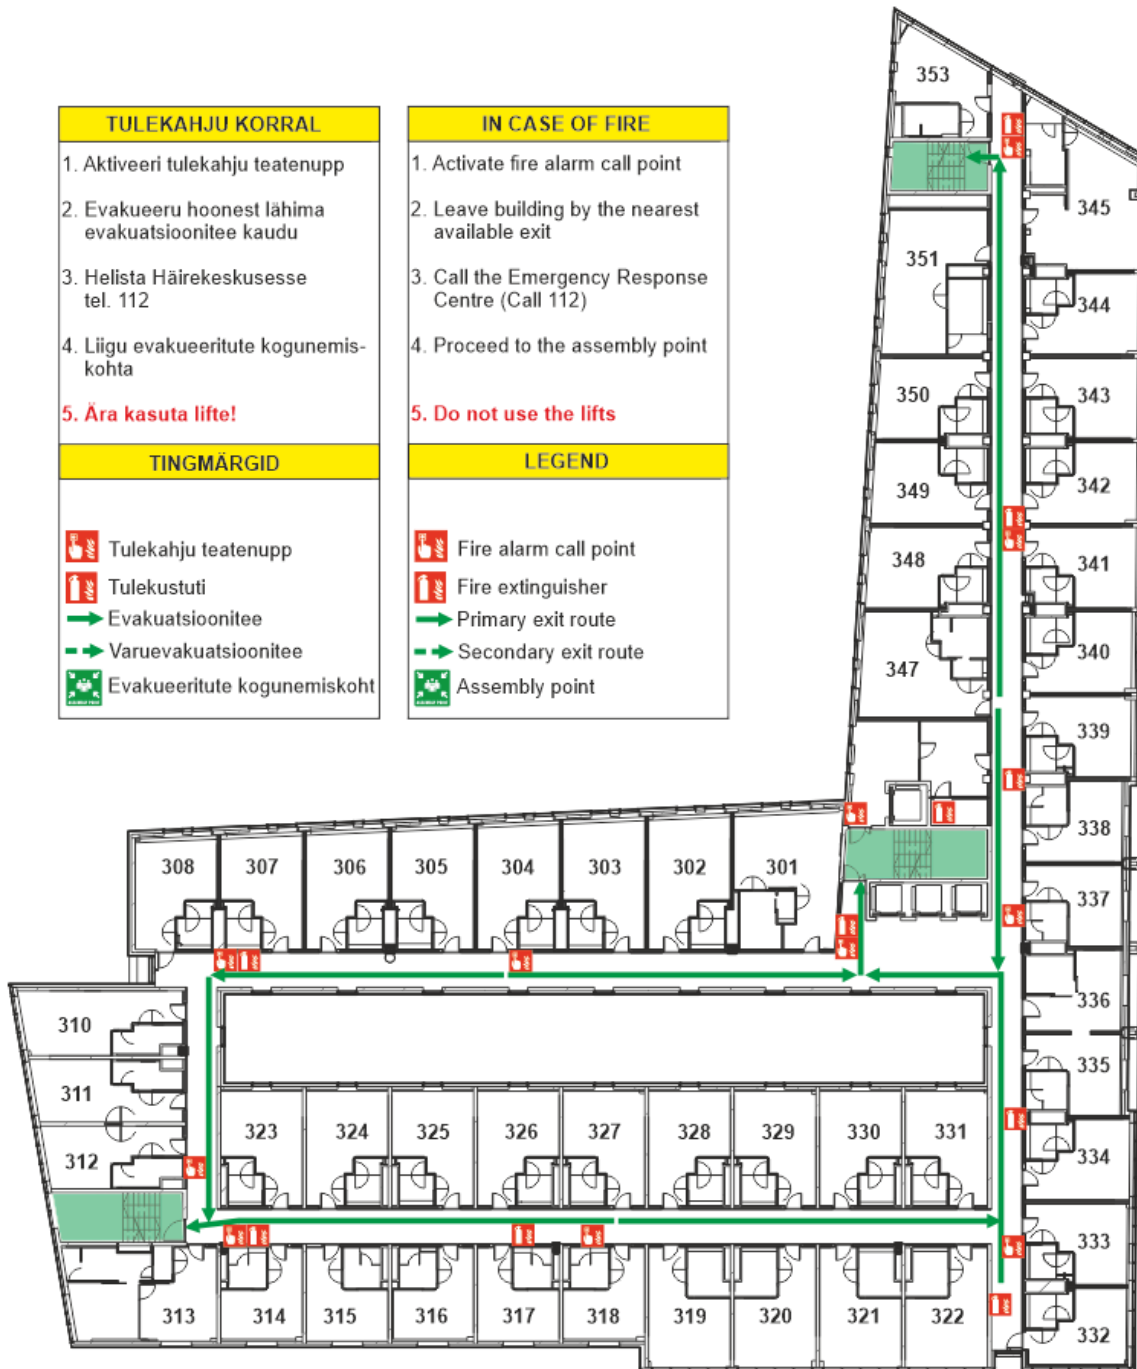 TULEKAHJU KORRAL
1. Aktiveeri tulekahju teatenupp
2. Evakueeru hoonest lähima
evakuatsioonitee kaudu
3. Helista Häirekeskusesse
tel. 112
4. Liigu evakueeritute kogunemis-
kohta
5. Ära kasuta lifte!
TINGMÄRGID
Tulekahju teatenupp
Tulekustuti
Evakuatsioonitee
Varuevakuatsioonitee
Evakueeritute kogunemiskoht
IN CASE OF FIRE
1. Activate fire alarm call point
2. Leave building by the nearest
available exit
3. Call the Emergency Response
Centre (Call 112)
4. Proceed to the assembly point
5. Do not use the lifts
LEGEND
Fire alarm call point
Fire extinguisher
Primary exit route
Secondary exit route
Assembly point
353
345
351
344
350
343
349
342
348
341
347
340
339
338
308
307
306
305
304
303
302
301
337
336
310
335
311
323
324
325
326
327
328
329
330
331
312
334
333
313
314
315
316
317
318
319
320
321
322
332